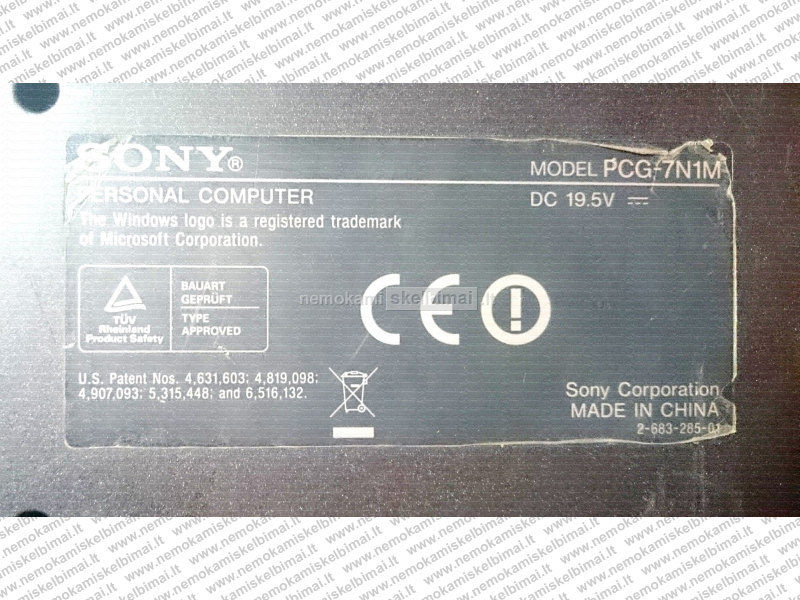 SONY®
MODEL PCG-7N1M
PERSONAL COMPUTER
DC 19.5V
The Windows logo is a registered trademark
of Microsoft Corporation.
TÜV
Rheinland
Product Safety
BAUART
GEPRÜFT
TYPE
APPROVED
CE
nemokami skelbimai .lt
U.S. Patent Nos. 4,631,603; 4,819,098;
4,907,093; 5,315,448; and 6,516,132.
Sony Corporation
MADE IN CHINA
2-683-285-01
www.nemokamiskelbimai.lt